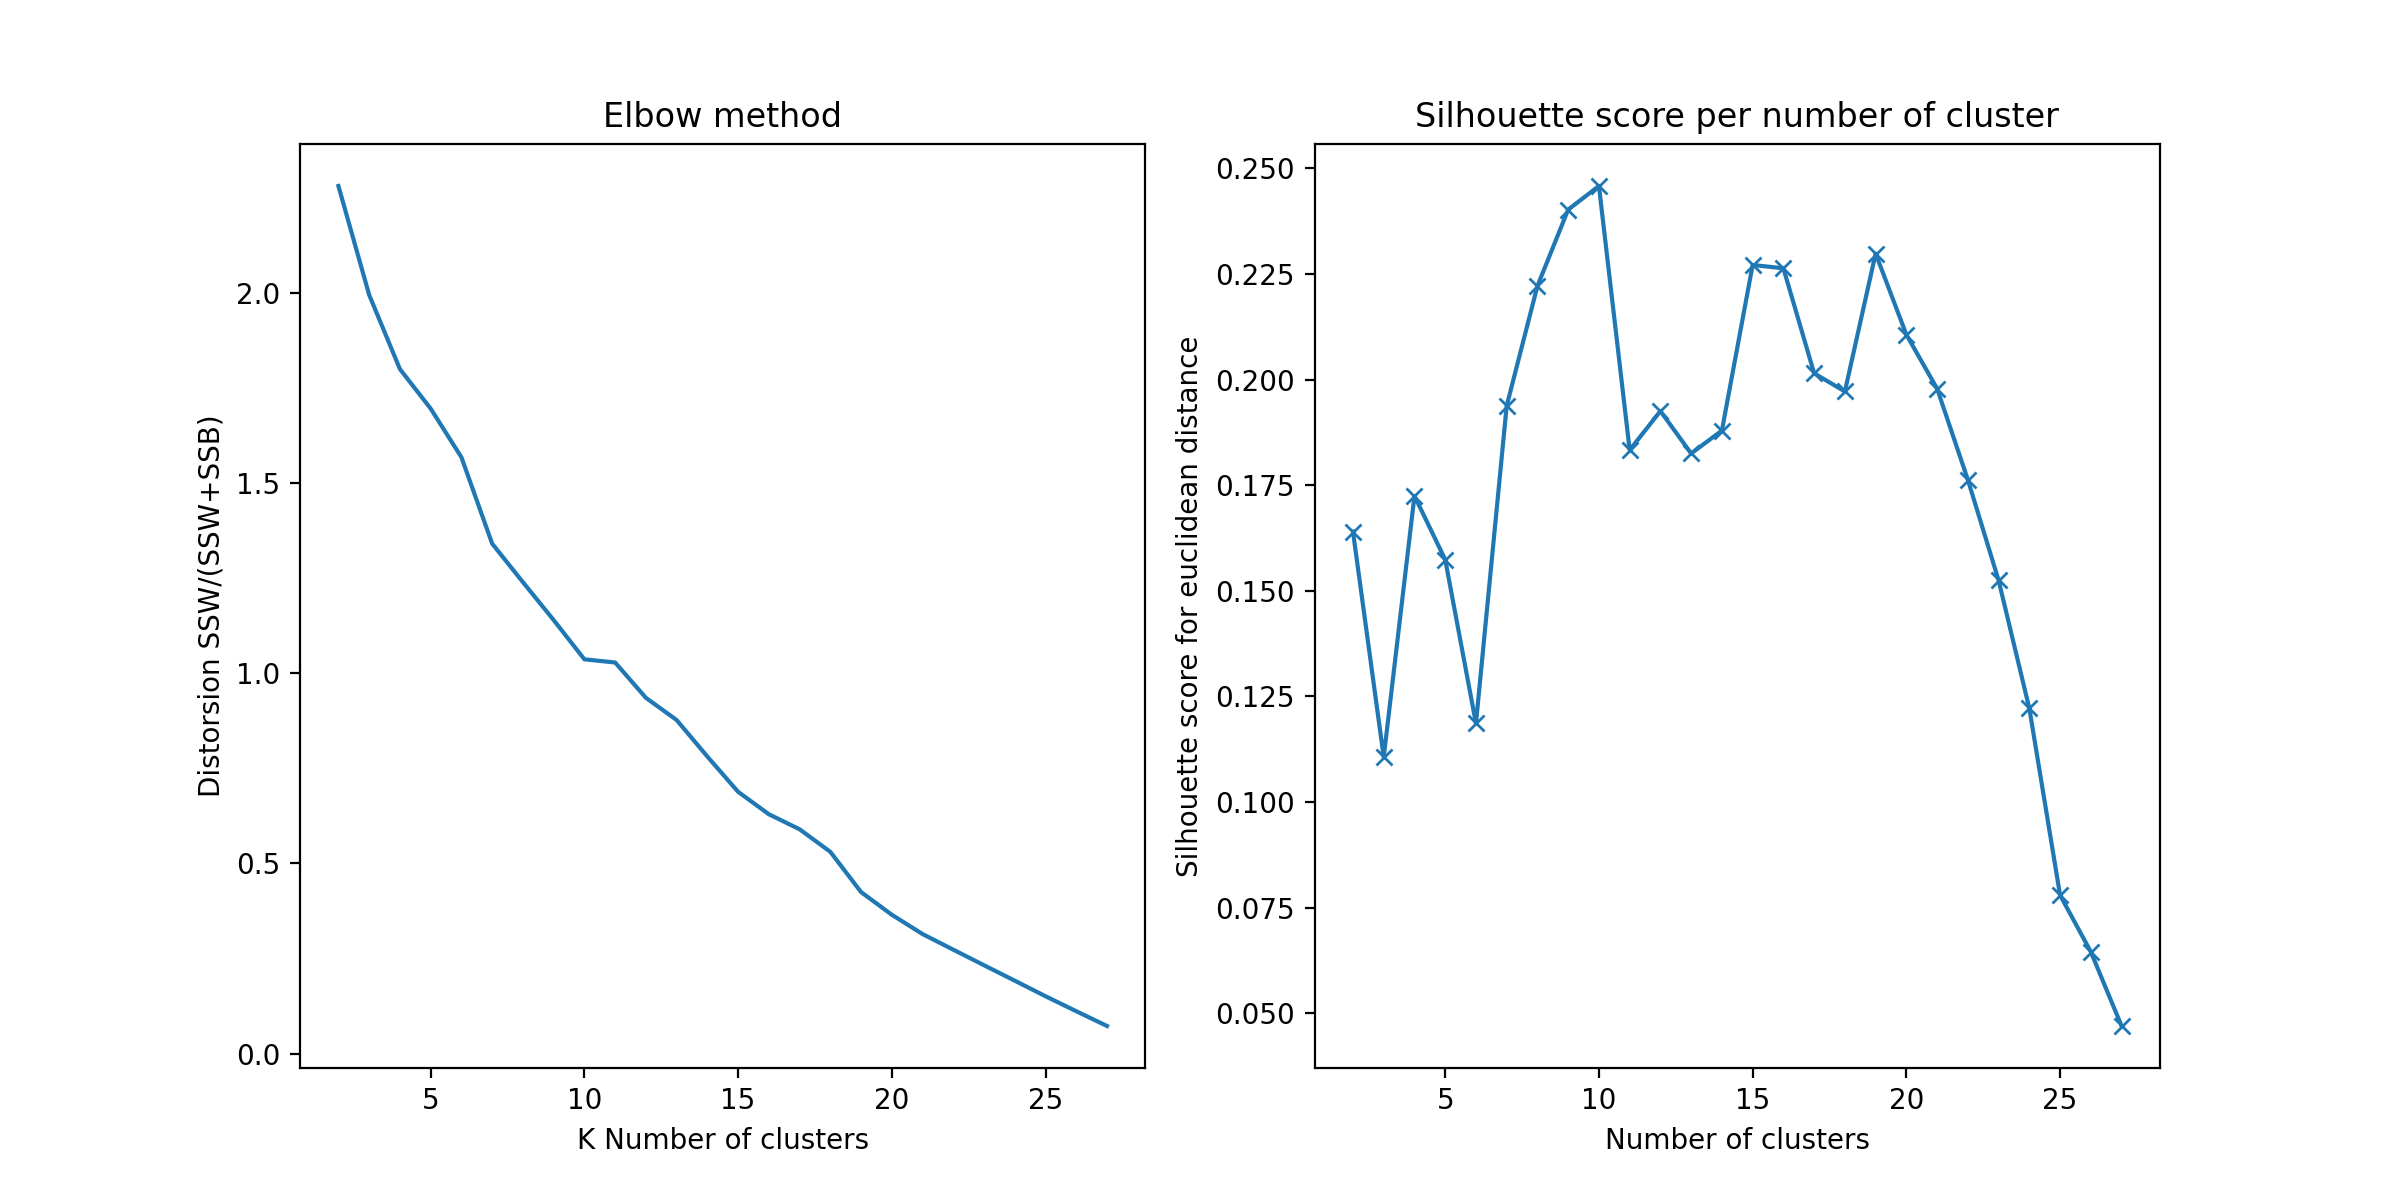 Elbow method
Distorsion SSW/(SSW+SSB)
2.0
1.5
1.0
0.5
0.0
5 10 15 20 25
K Number of clusters
Silhouette score per number of cluster
Silhouette score for euclidean distance
0.250
0.225
0.200
0.175
0.150
0.125
0.100
0.075
0.050
5 10 15 20 25
Number of clusters